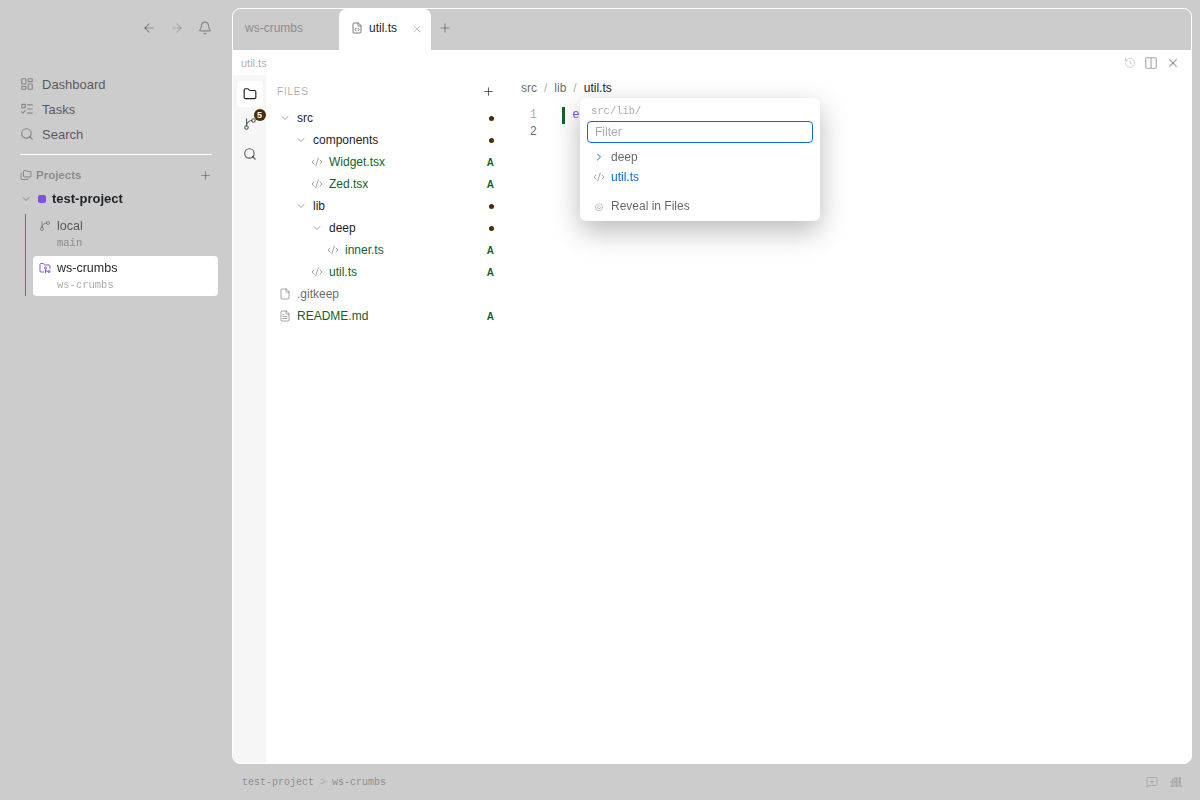 ws-crumbs
util.ts
util.ts
Dashboard
Tasks
Search
Projects
test-project
local
main
ws-crumbs
ws-crumbs
5
FILES
src
components
Widget.tsx A
Zed.tsx A
lib
deep
inner.ts A
util.ts A
.gitkeep
README.md A
src / lib / util.ts
1 e
2
src/lib/
Filter
deep
util.ts
Reveal in Files
test-project > ws-crumbs